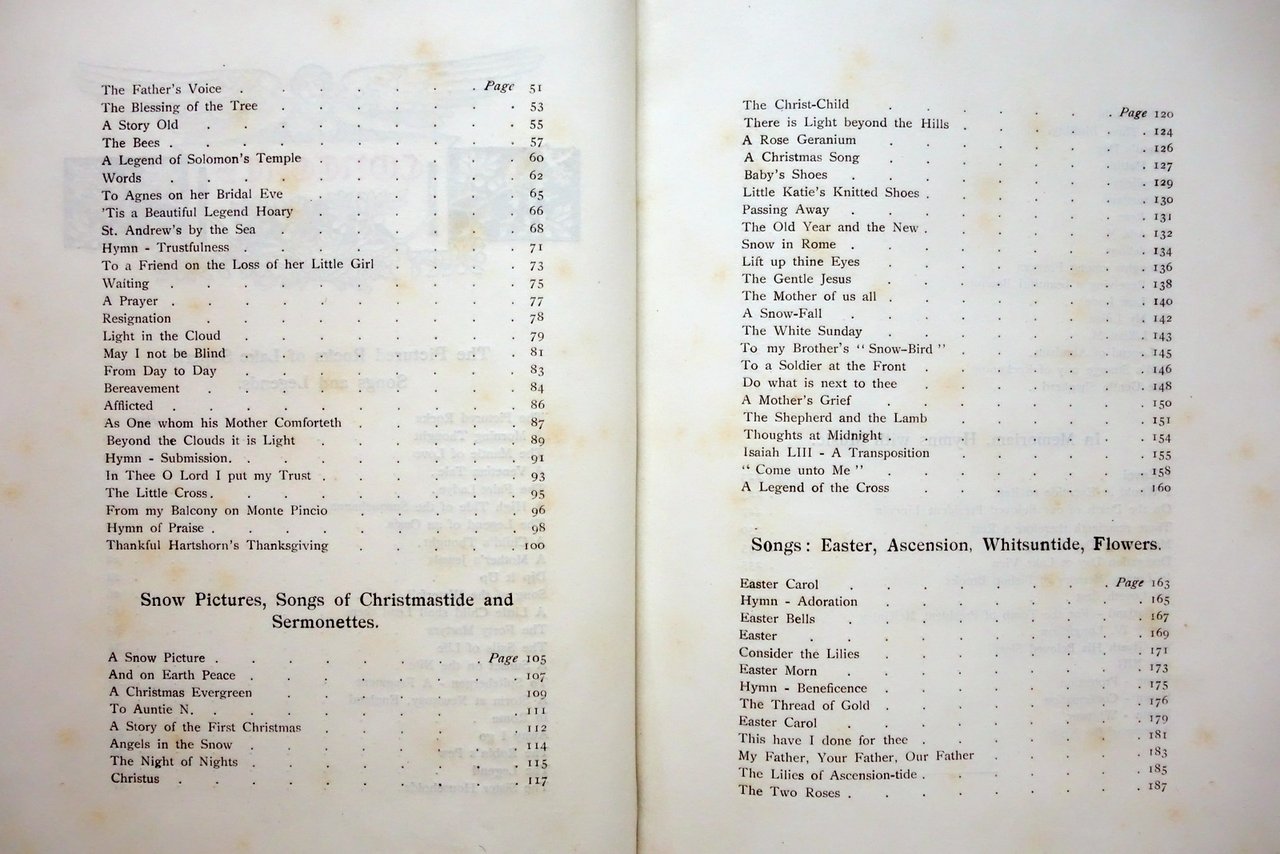 The Father's Voice Page 51
The Blessing of the Tree 53
A Story Old 55
The Bees 57
A Legend of Solomon's Temple 60
Words 62
To Agnes on her Bridal Eve 65
'Tis a Beautiful Legend Hoary 66
St. Andrew's by the Sea 68
Hymn - Trustfulness 71
To a Friend on the Loss of her Little Girl 73
Waiting 75
A Prayer 77
Resignation 78
Light in the Cloud 79
May I not be Blind 81
From Day to Day 83
Bereavement 84
Afflicted 86
As One whom his Mother Comforteth 87
Beyond the Clouds it is Light 89
Hymn - Submission. 91
In Thee O Lord I put my Trust 93
The Little Cross. 95
From my Balcony on Monte Pincio 96
Hymn of Praise 98
Thankful Hartshorn's Thanksgiving 100
Snow Pictures, Songs of Christmastide and
Sermonettes.
A Snow Picture Page 105
And on Earth Peace 107
A Christmas Evergreen 109
To Auntie N. 111
A Story of the First Christmas 112
Angels in the Snow 114
The Night of Nights 115
Christus 117
The Christ-Child Page 120
There is Light beyond the Hills 124
A Rose Geranium 126
A Christmas Song 127
Baby's Shoes 129
Little Katie's Knitted Shoes 130
Passing Away 131
The Old Year and the New 132
Snow in Rome 134
Lift up thine Eyes 136
The Gentle Jesus 138
The Mother of us all 140
A Snow-Fall 142
The White Sunday 143
To my Brother's “Snow-Bird” 145
To a Soldier at the Front 146
Do what is next to thee 148
A Mother's Grief 150
The Shepherd and the Lamb 151
Thoughts at Midnight 154
Isaiah LIII - A Transposition 155
“Come unto Me” 158
A Legend of the Cross 160
Songs: Easter, Ascension, Whitsuntide, Flowers.
Easter Carol Page 163
Hymn - Adoration 165
Easter Bells 167
Easter 169
Consider the Lilies 171
Easter Morn 173
Hymn - Beneficence 175
The Thread of Gold 176
Easter Carol 179
This have I done for thee 181
My Father, Your Father, Our Father 183
The Lilies of Ascension-tide 185
The Two Roses 187